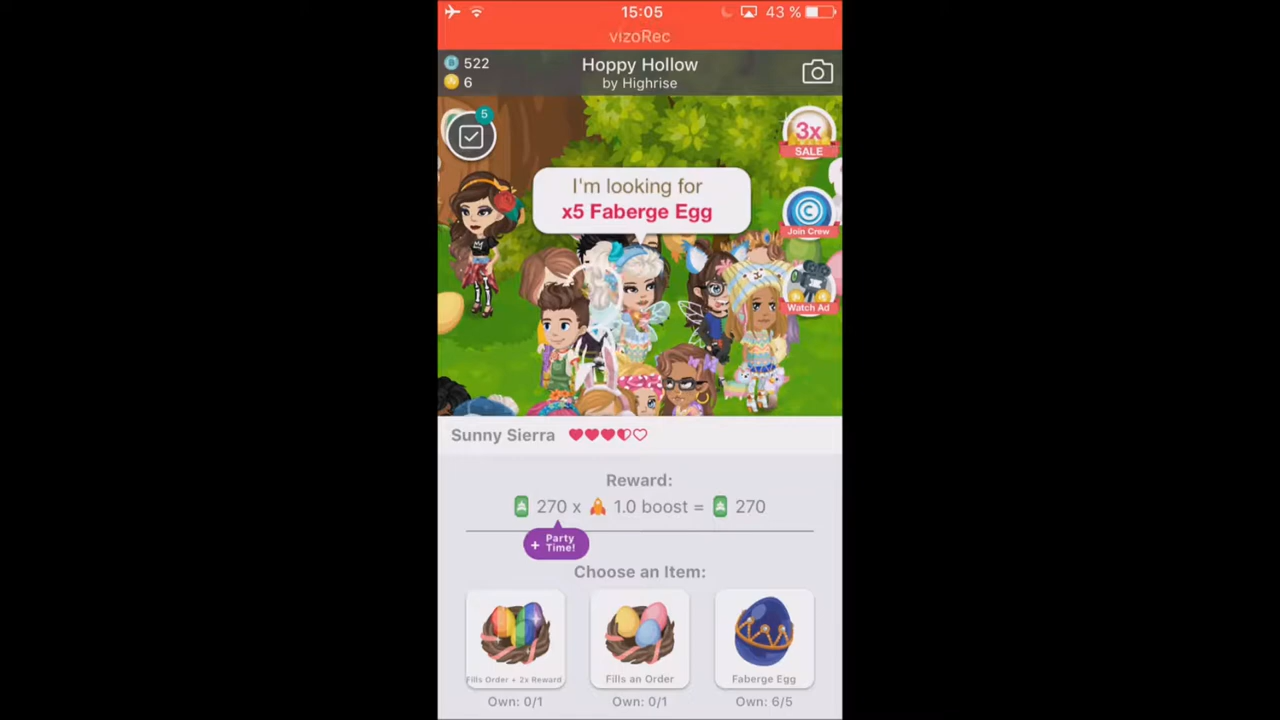 15:05
43 %
vizoRec
522
6
Hoppy Hollow
by Highrise
5
3x
SALE
I'm looking for
x5 Faberge Egg
Join Crew
Watch Ad
Sunny Sierra
Reward:
270 x 1.0 boost = 270
+ Party
Time!
Choose an Item:
Fills Order + 2x Reward
Fills an Order
Faberge Egg
Own: 0/1
Own: 0/1
Own: 6/5